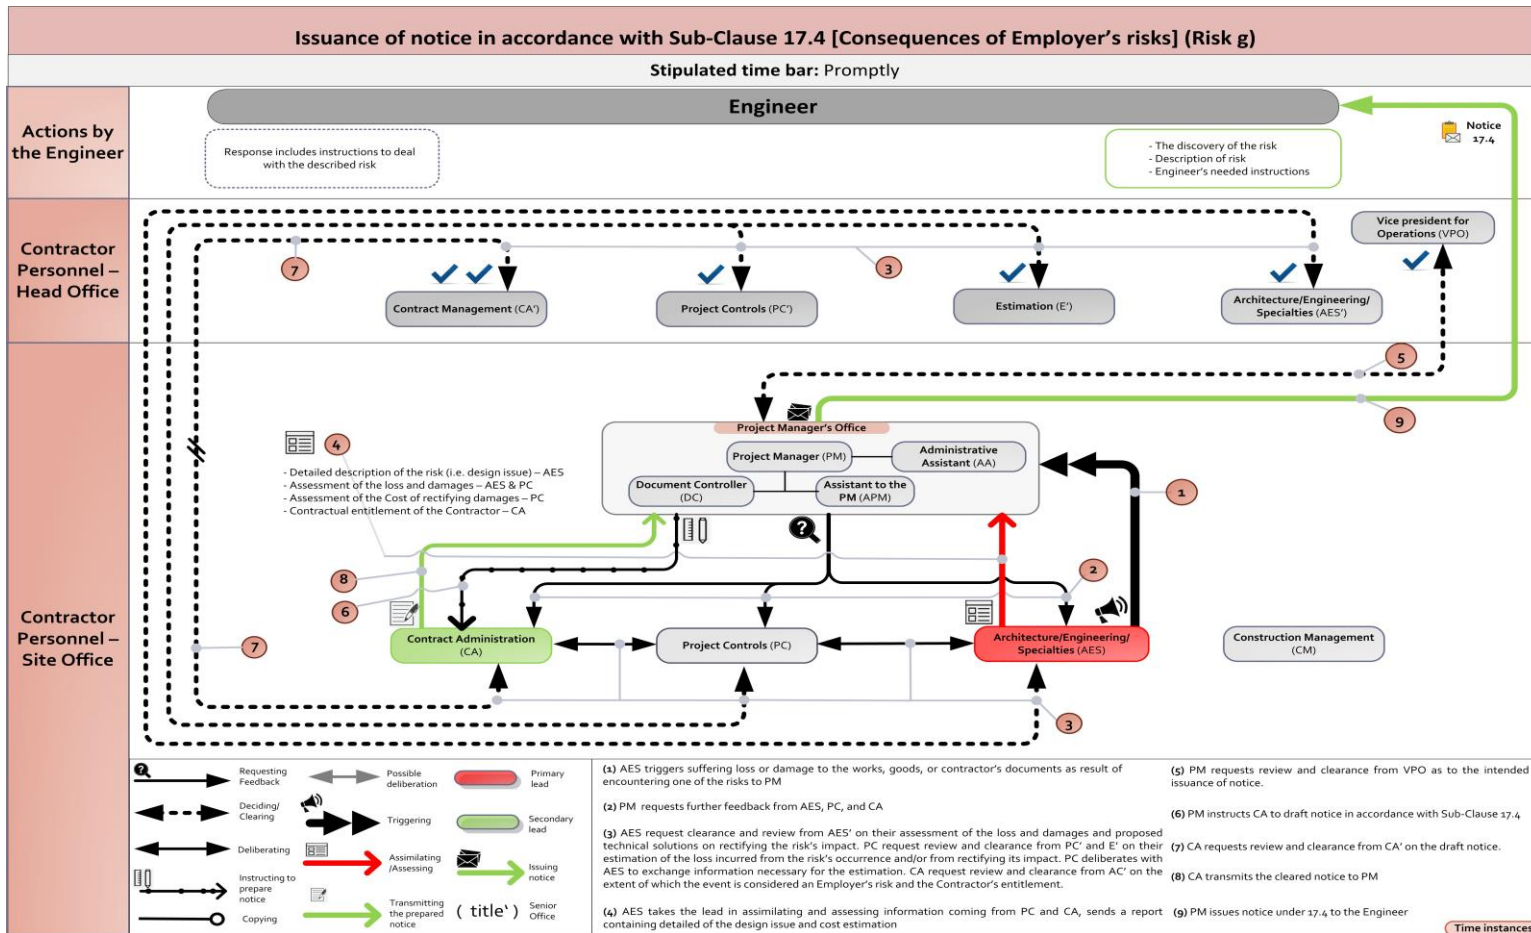 Issuance of notice in accordance with Sub-Clause 17.4 [Consequences of Employer's risks] (Risk g)
Stipulated time bar: Promptly
Actions by
the Engineer
Engineer
Response includes instructions to deal
with the described risk
- The discovery of the risk
- Description of risk
- Engineer's needed instructions
Notice
17.4
Contractor
Personnel –
Head Office
Vice president for
Operations (VPO)
7
3
Contract Management (CA')
Project Controls (PC')
Estimation (E')
Architecture/Engineering/
Specialties (AES')
Contractor
Personnel –
Site Office
5
9
4
- Detailed description of the risk (i.e. design issue) – AES
- Assessment of the loss and damages – AES & PC
- Assessment of the Cost of rectifying damages – PC
- Contractual entitlement of the Contractor – CA
Project Manager's Office
Project Manager (PM)
Administrative
Assistant (AA)
Document Controller
(DC)
Assistant to the
PM (APM)
1
8
6
2
7
Contract Administration
(CA)
Project Controls (PC)
Architecture/Engineering/
Specialties (AES)
Construction Management
(CM)
3
Requesting
Feedback
Possible
deliberation
Primary
lead
Deciding/
Clearing
Triggering
Secondary
lead
Deliberating
Assimilating
/Assessing
Issuing
notice
Instructing to
prepare
notice
Copying
Transmitting
the prepared
notice
( title' )
Senior
Office
(1) AES triggers suffering loss or damage to the works, goods, or contractor's documents as result of
encountering one of the risks to PM
(2) PM requests further feedback from AES, PC, and CA
(3) AES request clearance and review from AES' on their assessment of the loss and damages and proposed
technical solutions on rectifying the risk's impact. PC request review and clearance from PC' and E' on their
estimation of the loss incurred from the risk's occurrence and/or from rectifying its impact. PC deliberates with
AES to exchange information necessary for the estimation. CA request review and clearance from AC' on the
extent of which the event is considered an Employer's risk and the Contractor's entitlement.
(4) AES takes the lead in assimilating and assessing information coming from PC and CA, sends a report
containing detailed of the design issue and cost estimation
(5) PM requests review and clearance from VPO as to the intended
issuance of notice.
(6) PM instructs CA to draft notice in accordance with Sub-Clause 17.4
(7) CA requests review and clearance from CA' on the draft notice.
(8) CA transmits the cleared notice to PM
(9) PM issues notice under 17.4 to the Engineer
Time instances